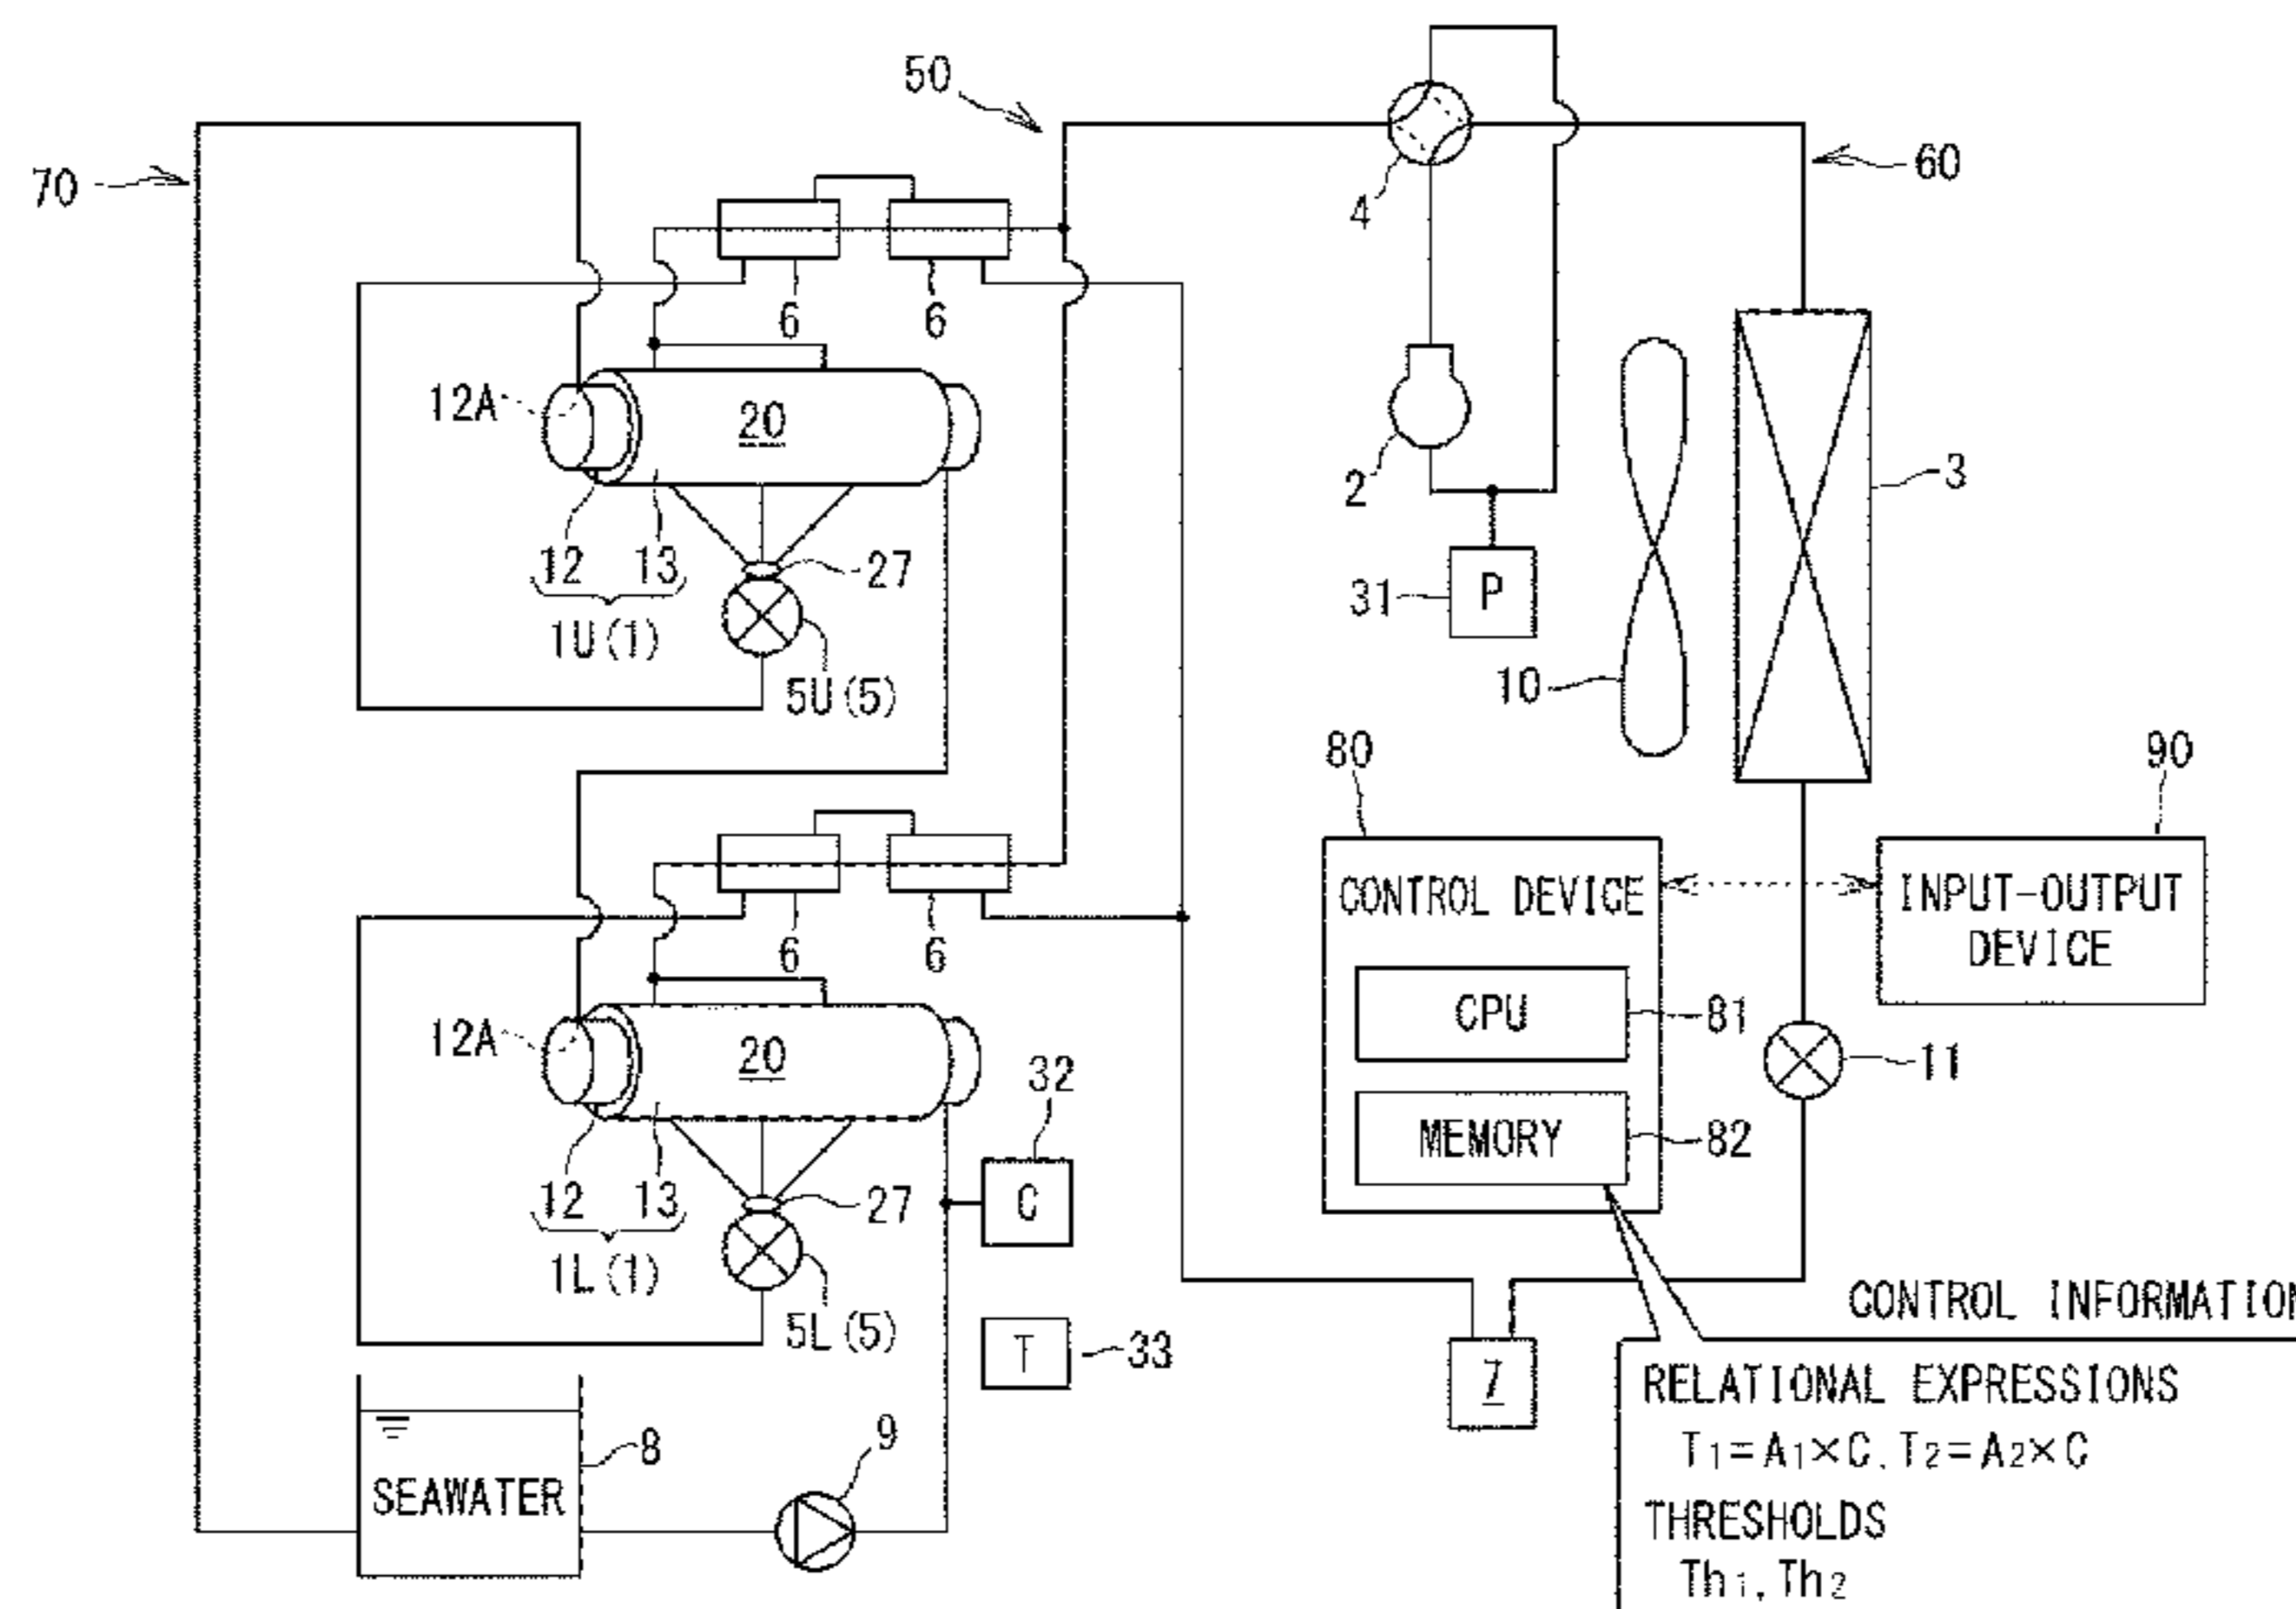 50
70
60
4
6
6
12A
20
2
3
12
13
27
31
P
1U(1)
5U(5)
10
80
90
CONTROL DEVICE
INPUT-OUTPUT
DEVICE
6
6
CPU
81
12A
20
32
11
MEMORY
82
12
13
27
C
1L(1)
5L(5)
T
33
7
CONTROL INFORMATION
RELATIONAL EXPRESSIONS
T1=A1×C, T2=A2×C
THRESHOLDS
Th1, Th2
8
9
SEAWATER